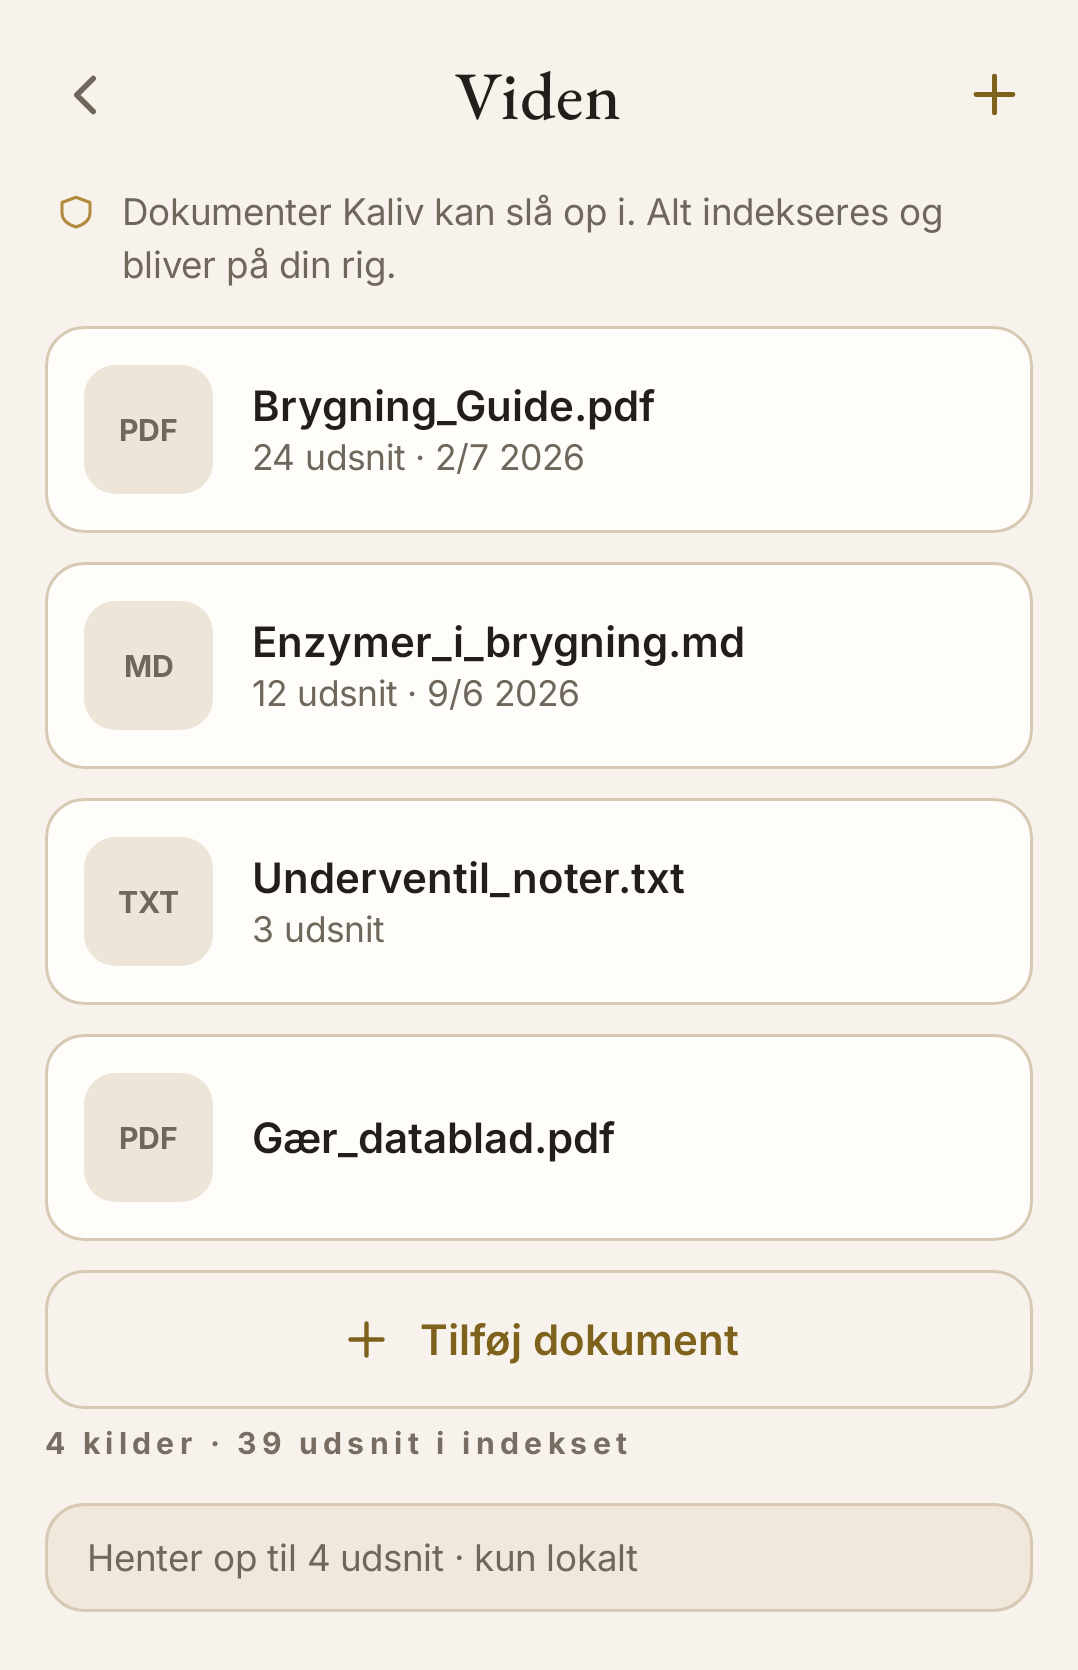 Viden
Dokumenter Kaliv kan slå op i. Alt indekseres og
bliver på din rig.
PDF
Brygning_Guide.pdf
24 udsnit · 2/7 2026
MD
Enzymer_i_brygning.md
12 udsnit · 9/6 2026
TXT
Underventil_noter.txt
3 udsnit
PDF
Gær_datablad.pdf
Tilføj dokument
4 kilder · 39 udsnit i indekset
Henter op til 4 udsnit · kun lokalt